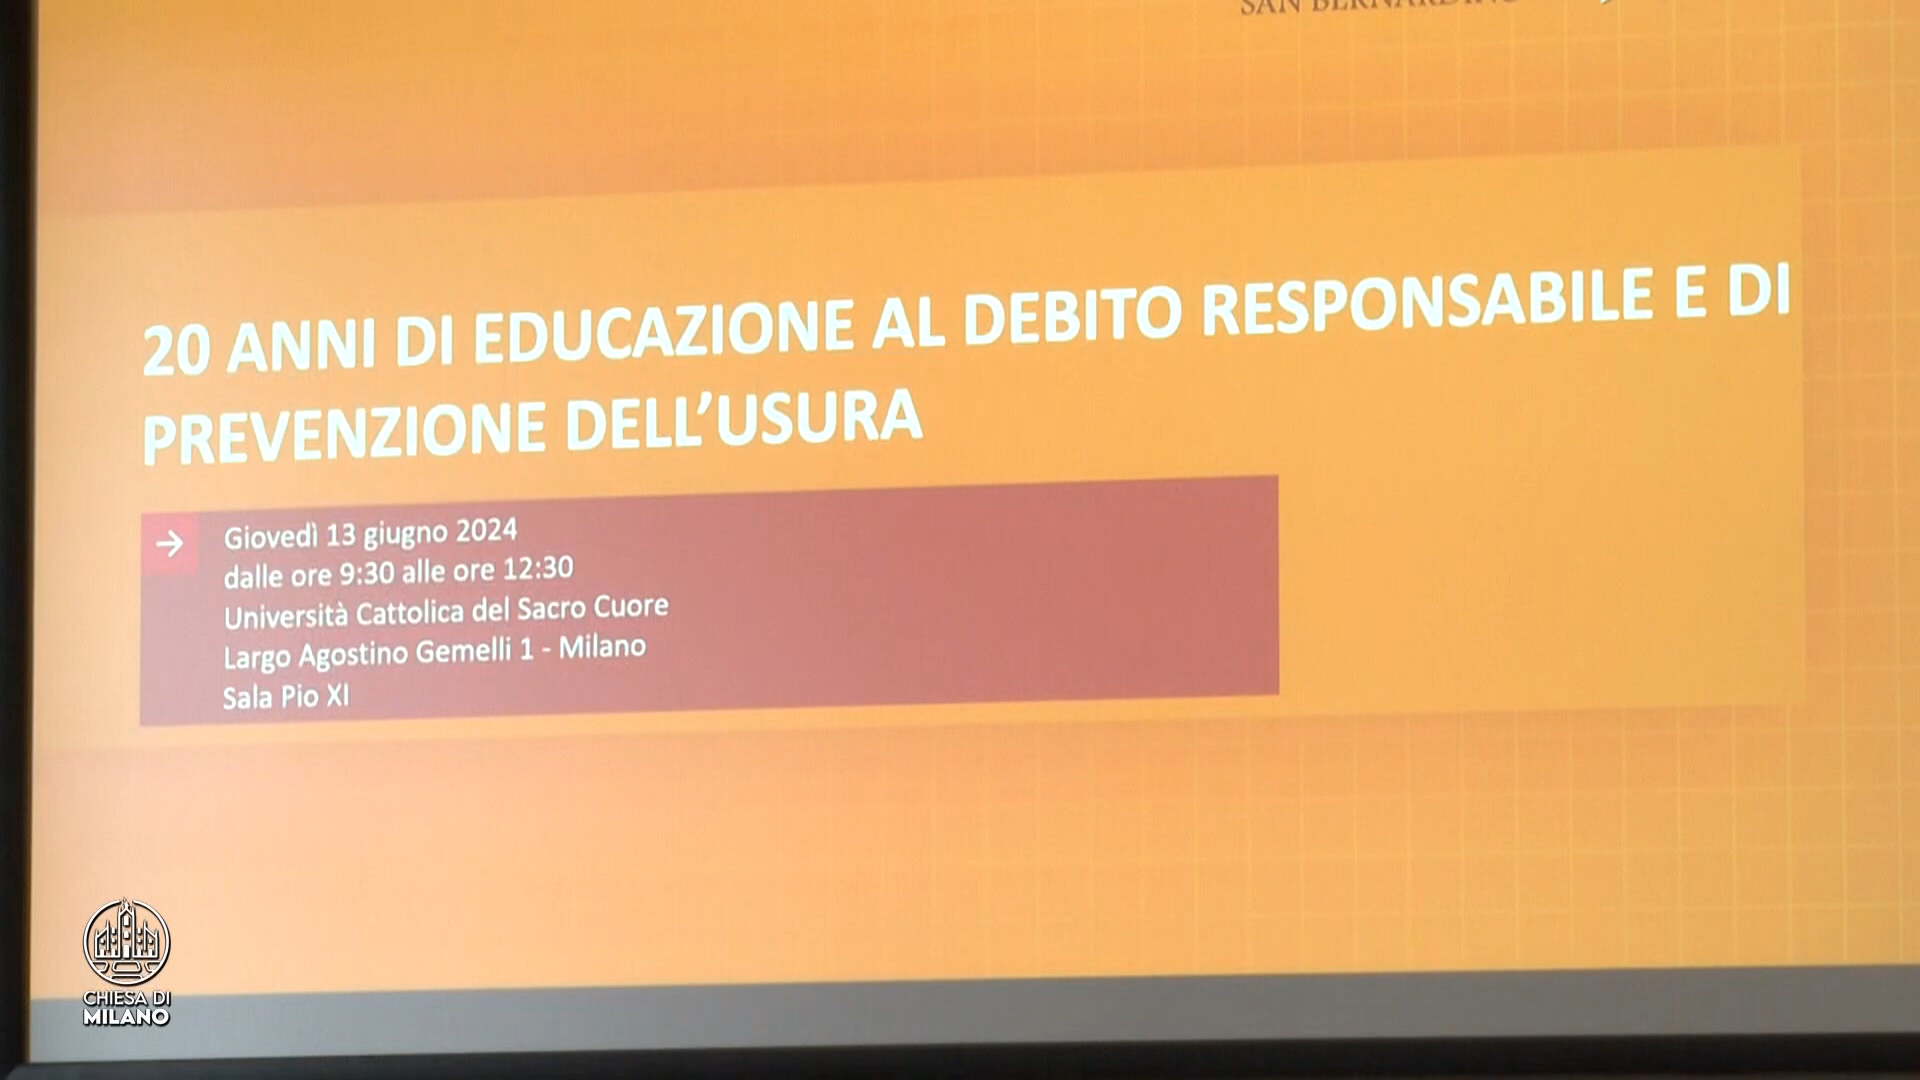 SAN BERNARDINO
20 ANNI DI EDUCAZIONE AL DEBITO RESPONSABILE E DI
PREVENZIONE DELL'USURA
Giovedì 13 giugno 2024
dalle ore 9:30 alle ore 12:30
Università Cattolica del Sacro Cuore
Largo Agostino Gemelli 1 - Milano
Sala Pio XI
CHIESA DI
MILANO